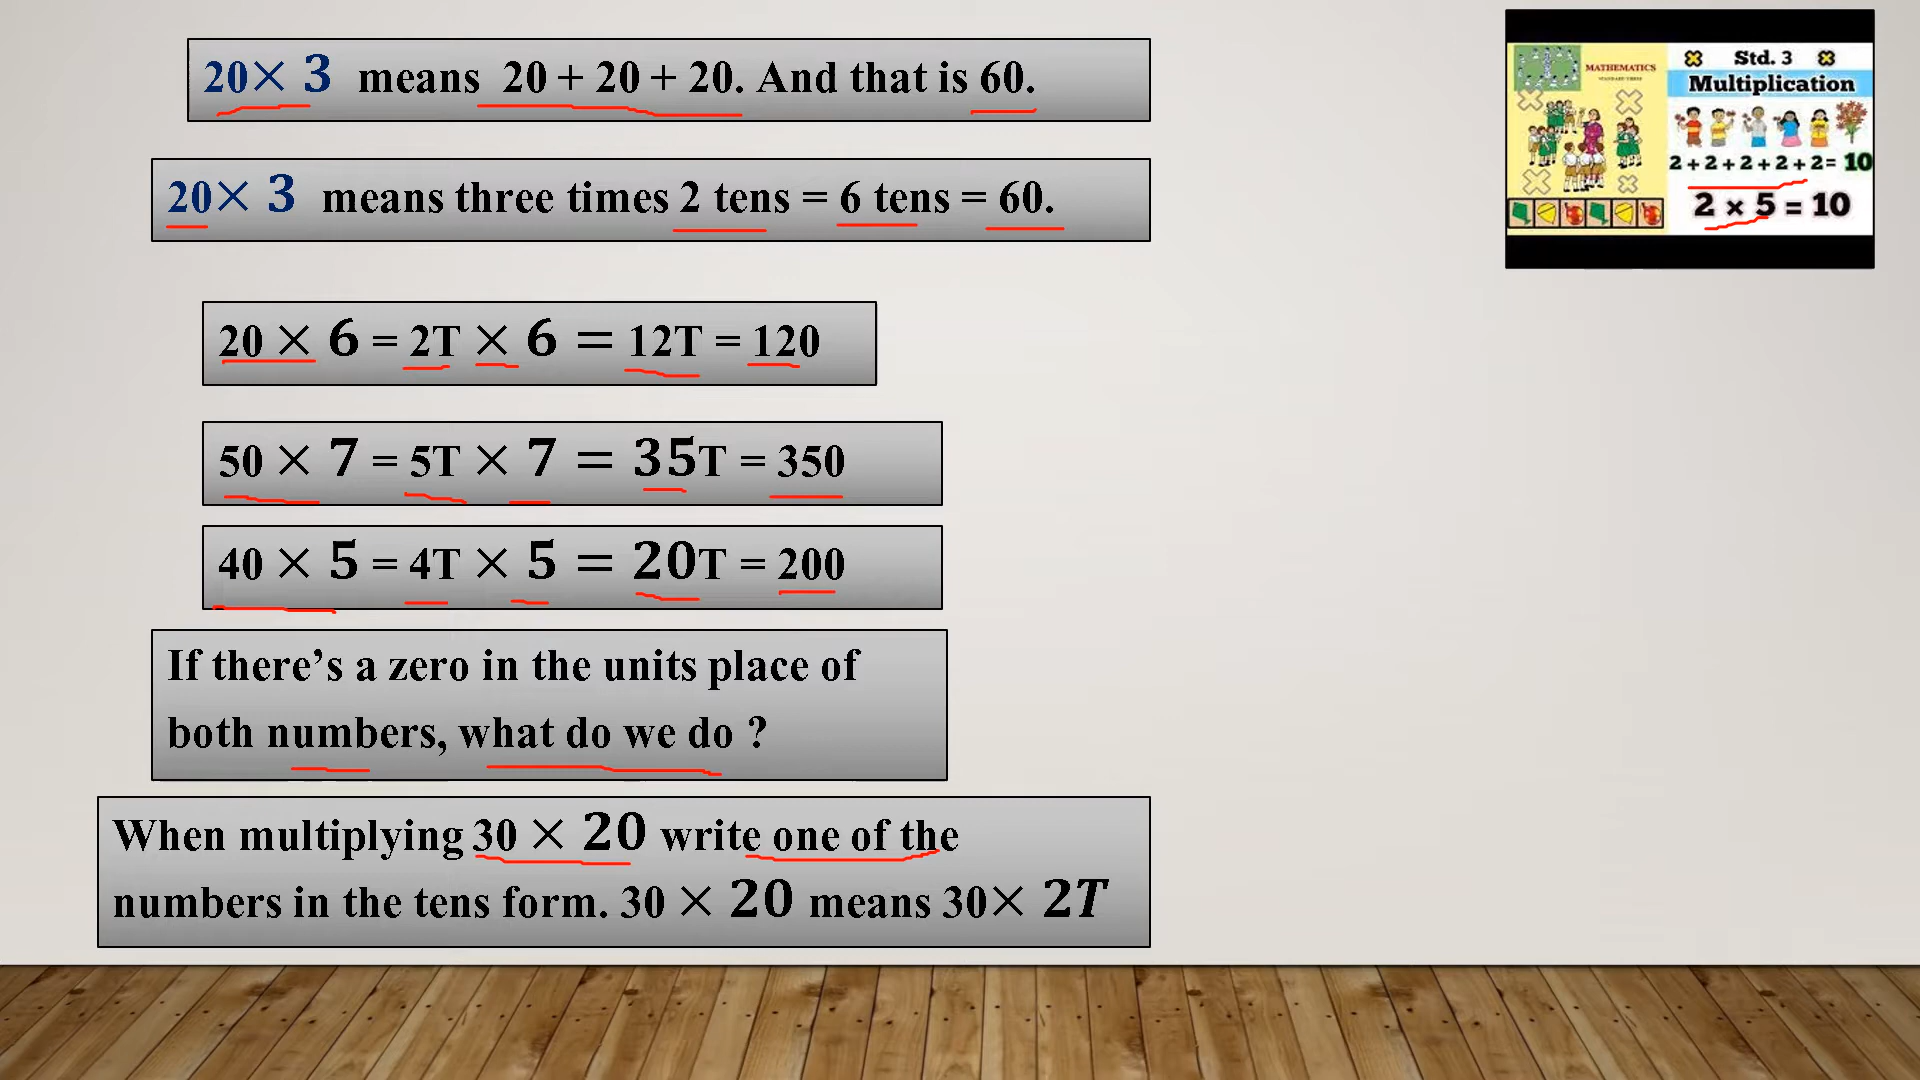 20× 3 means 20 + 20 + 20. And that is 60.
20× 3 means three times 2 tens = 6 tens = 60.
20 × 6 = 2T × 6 = 12T = 120
50 × 7 = 5T × 7 = 35T = 350
40 × 5 = 4T × 5 = 20T = 200
If there’s a zero in the units place of
both numbers, what do we do ?
When multiplying 30 × 20 write one of the
numbers in the tens form. 30 × 20 means 30× 2T
MATHEMATICS
Std. 3
Multiplication
2 + 2 + 2 + 2 + 2 = 10
2 × 5 = 10